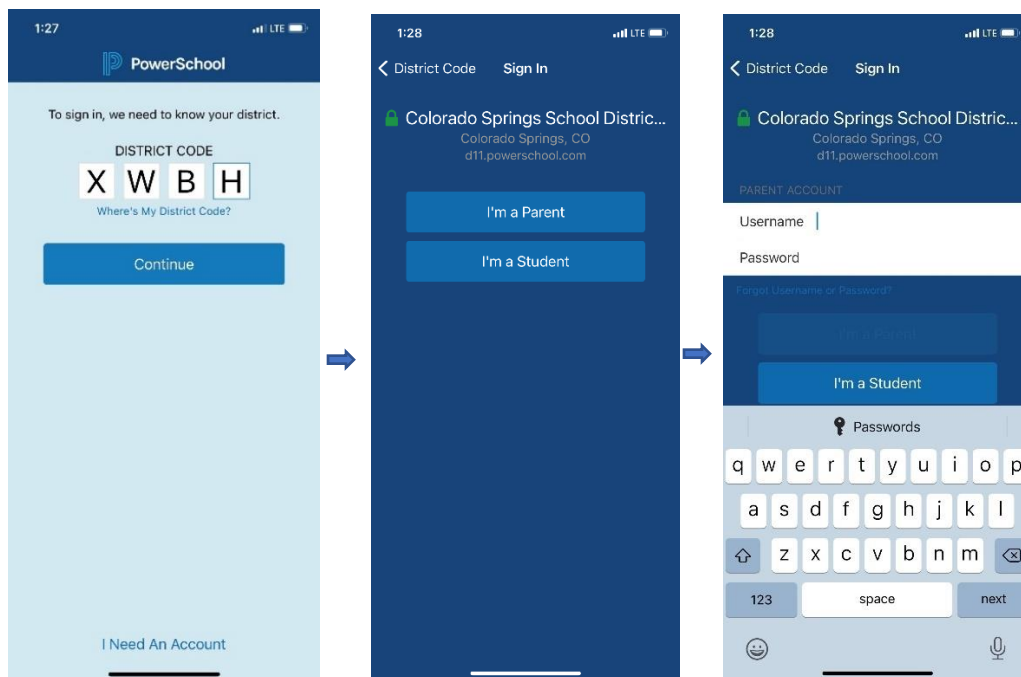 1:27
LTE
PowerSchool
To sign in, we need to know your district.
DISTRICT CODE
X W B H
Where's My District Code?
Continue
I Need An Account
1:28
LTE
District Code Sign In
Colorado Springs School Distric...
Colorado Springs, CO
d11.powerschool.com
I'm a Parent
I'm a Student
1:28
LTE
District Code Sign In
Colorado Springs School Distric...
Colorado Springs, CO
d11.powerschool.com
PARENT ACCOUNT
Username
Password
Forgot Username or Password?
I'm a Parent
I'm a Student
Passwords
q w e r t y u i o p
a s d f g h j k l
z x c v b n m
123 space next